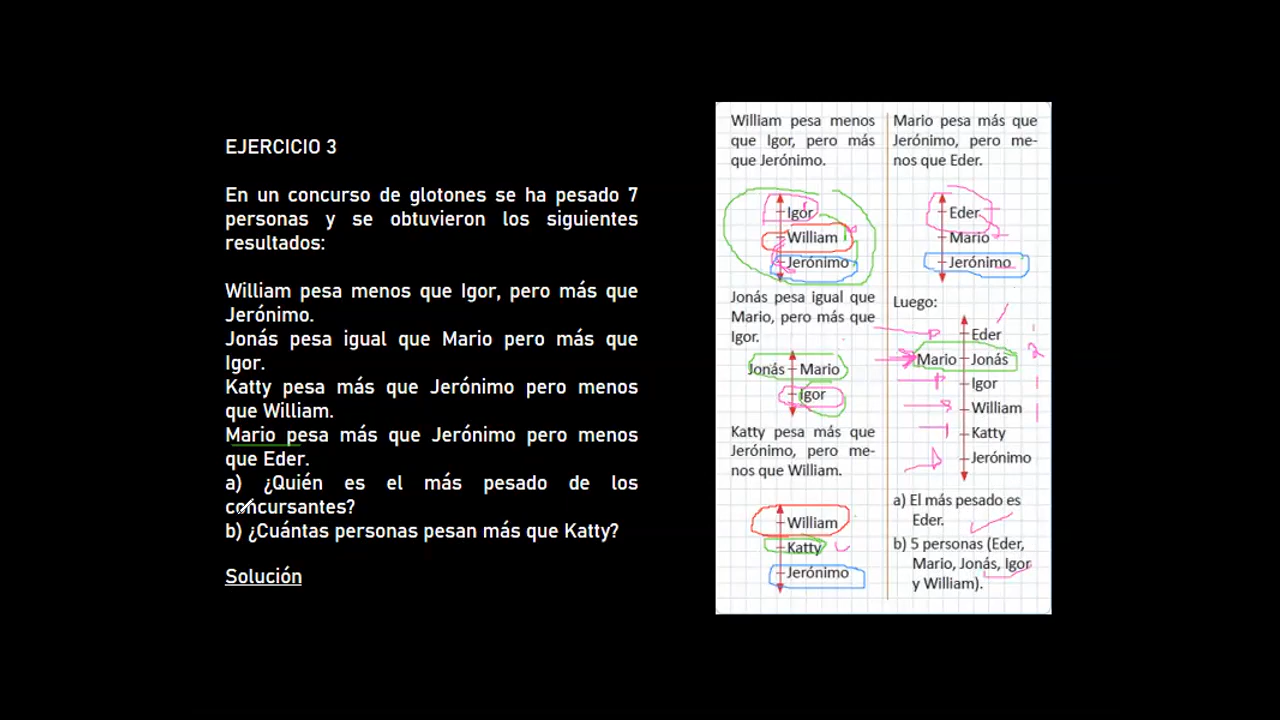 EJERCICIO 3
En un concurso de glotones se ha pesado 7
personas y se obtuvieron los siguientes
resultados:
William pesa menos que Igor, pero más que
Jerónimo.
Jonás pesa igual que Mario pero más que
Igor.
Katty pesa más que Jerónimo pero menos
que William.
Mario pesa más que Jerónimo pero menos
que Eder.
a) ¿Quién es el más pesado de los
concursantes?
b) ¿Cuántas personas pesan más que Katty?
Solución
William pesa menos
que Igor, pero más
que Jerónimo.
Igor
William
Jerónimo
Jonás pesa igual que
Mario, pero más que
Igor.
Jonás Mario
Igor
Katty pesa más que
Jerónimo, pero me-
nos que William.
William
Katty
Jerónimo
Mario pesa más que
Jerónimo, pero me-
nos que Eder.
Eder
Mario
Jerónimo
Luego:
Eder
Mario Jonás
Igor
William
Katty
Jerónimo
a) El más pesado es
Eder.
b) 5 personas (Eder,
Mario, Jonás, Igor
y William).